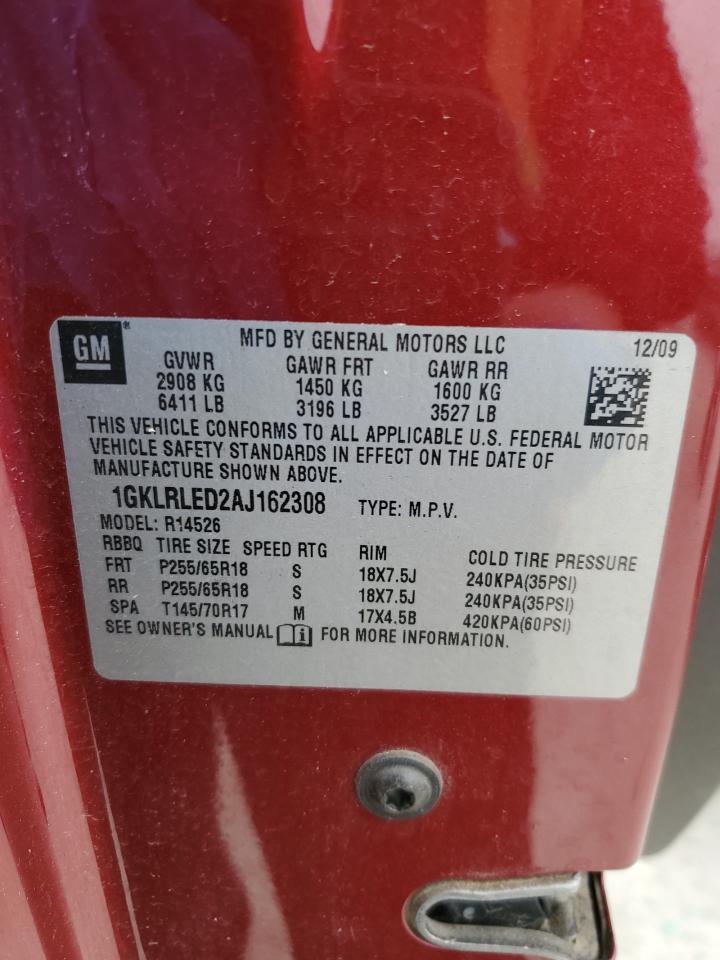 GM® MFD BY GENERAL MOTORS LLC 12/09
GVWR GAWR FRT GAWR RR
2908 KG 1450 KG 1600 KG
6411 LB 3196 LB 3527 LB
THIS VEHICLE CONFORMS TO ALL APPLICABLE U.S. FEDERAL MOTOR
VEHICLE SAFETY STANDARDS IN EFFECT ON THE DATE OF
MANUFACTURE SHOWN ABOVE.
1GKLRLED2AJ162308 TYPE: M.P.V.
MODEL: R14526
RBBQ TIRE SIZE SPEED RTG RIM COLD TIRE PRESSURE
FRT P255/65R18 S 18X7.5J 240KPA(35PSI)
RR P255/65R18 S 18X7.5J 240KPA(35PSI)
SPA T145/70R17 M 17X4.5B 420KPA(60PSI)
SEE OWNER'S MANUAL i FOR MORE INFORMATION.